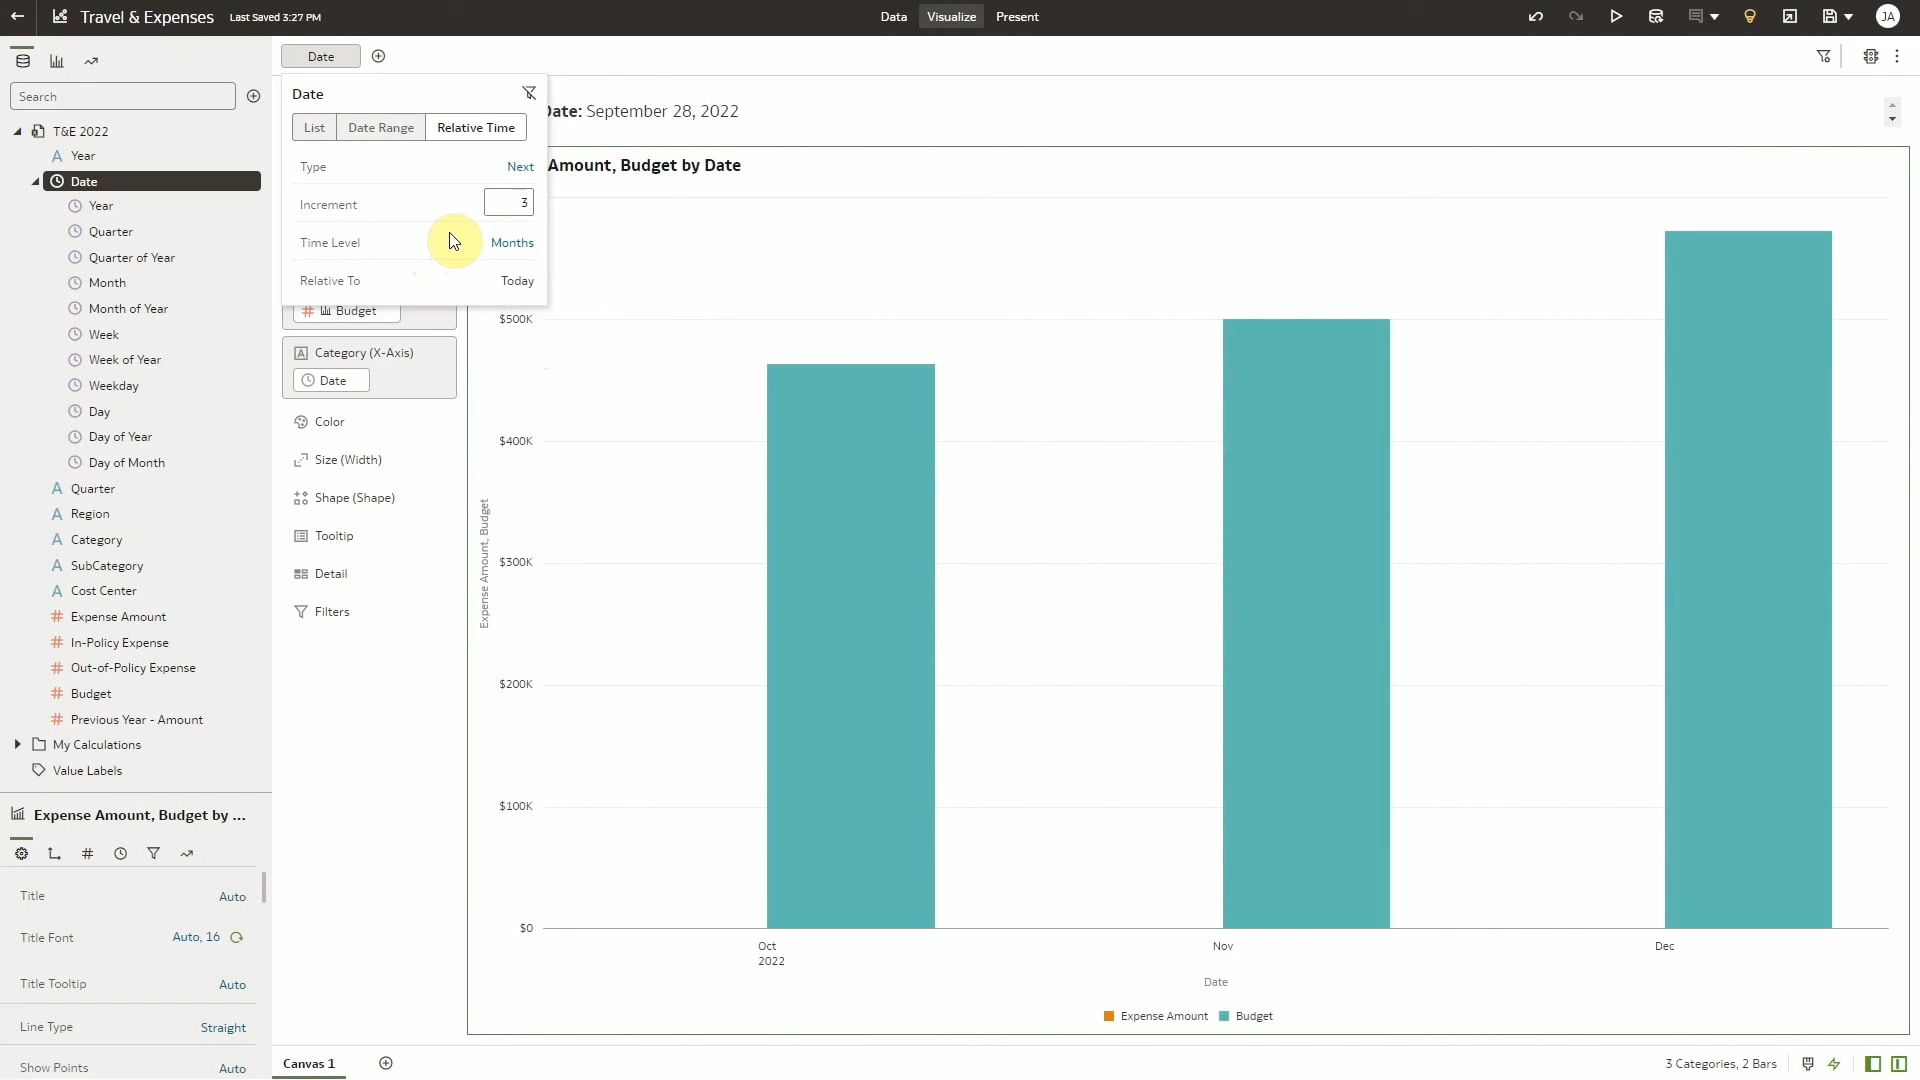 Travel & Expenses
Last Saved 3:27 PM
Data
Visualize
Present
JA
Search
T&E 2022
Year
Date
Year
Quarter
Quarter of Year
Month
Month of Year
Week
Week of Year
Weekday
Day
Day of Year
Day of Month
Quarter
Region
Category
SubCategory
Cost Center
Expense Amount
In-Policy Expense
Out-of-Policy Expense
Budget
Previous Year - Amount
My Calculations
Value Labels
Expense Amount, Budget by ...
Title Auto
Title Font Auto, 16
Title Tooltip Auto
Line Type Straight
Show Points Auto
Date
Date
List
Date Range
Relative Time
Type Next
Increment 3
Time Level Months
Relative To Today
Budget
Category (X-Axis)
Date
Color
Size (Width)
Shape (Shape)
Tooltip
Detail
Filters
Date: September 28, 2022
Amount, Budget by Date
$500K
$400K
$300K
$200K
$100K
$0
Expense Amount, Budget
Oct
2022
Nov
Dec
Date
Expense Amount
Budget
Canvas 1
3 Categories, 2 Bars